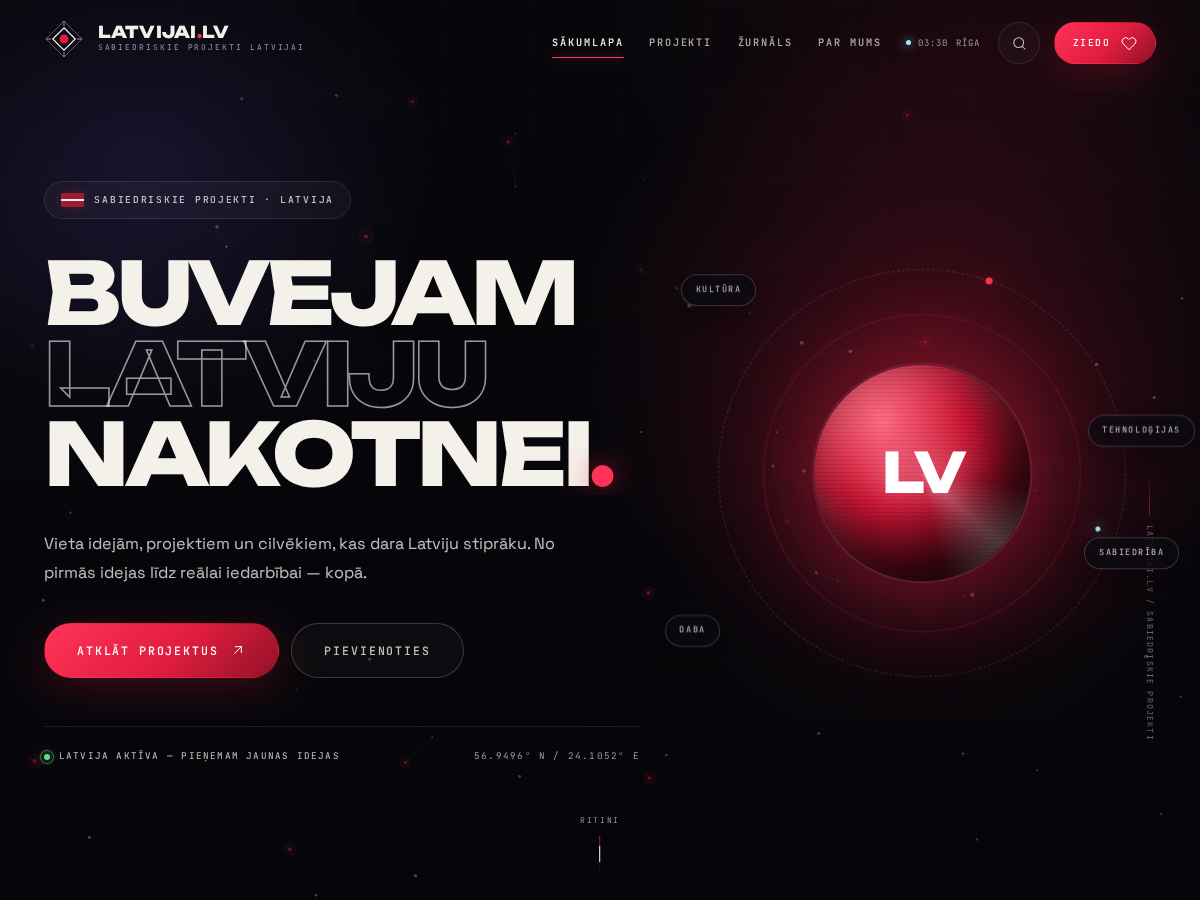 LATVIJAI.LV
SABIEDRISKIE PROJEKTI LATVIJAI
SĀKUMLAPA
PROJEKTI
ŽURNĀLS
PAR MUMS
03:30 RĪGA
ZIEDO
SABIEDRISKIE PROJEKTI · LATVIJA
BUVEJAM
LATVIJU
NAKOTNEI.
Vieta idejām, projektiem un cilvēkiem, kas dara Latviju stiprāku. No
pirmās idejas līdz reālai iedarbībai — kopā.
ATKLĀT PROJEKTUS
PIEVIENOTIES
LATVIJA AKTĪVA — PIEŅEMAM JAUNAS IDEJAS
56.9496° N / 24.1052° E
KULTŪRA
TEHNOLOĢIJAS
LV
SABIEDRĪBA
DABA
/ SABIEDRISKIE PROJEKTI
RITINI